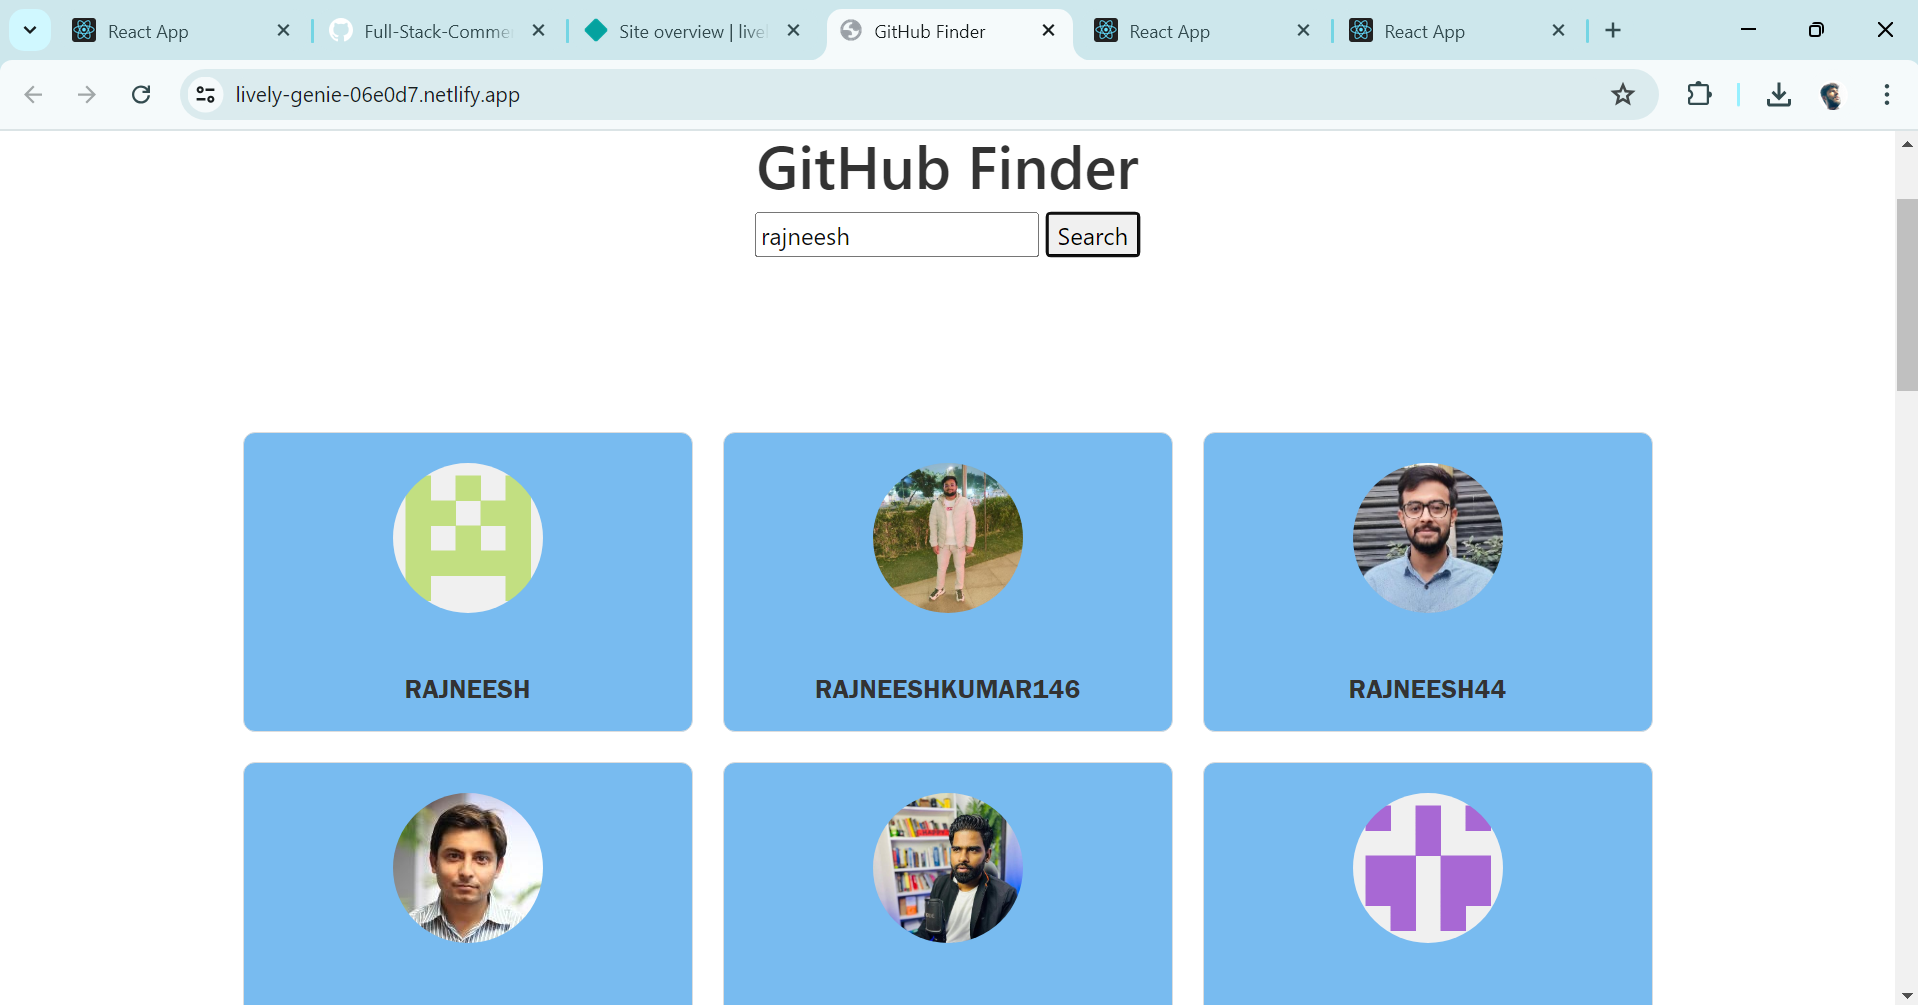 React App
Full-Stack-Comme
Site overview | live
GitHub Finder
React App
React App
lively-genie-06e0d7.netlify.app
GitHub Finder
rajneesh
Search
RAJNEESH
RAJNEESHKUMAR146
RAJNEESH44